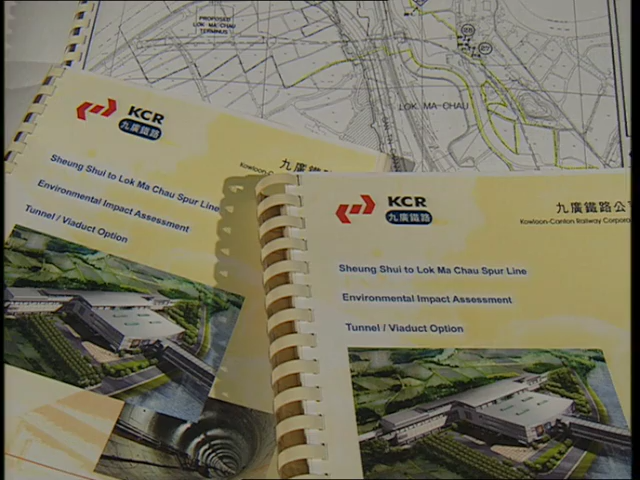 PROPOSED
LOK MA CHAU
TERMINUS
28
27
LOK MA-CHAU
KCR
九廣鐵路
九廣鐵
Sheung Shui to Lok Ma Chau Spur Line
Environmental Impact Assessment
Tunnel / Viaduct Option
KCR
九廣鐵路
九廣鐵路公
Kowloon-Canton Railway Corpora
Sheung Shui to Lok Ma Chau Spur Line
Environmental Impact Assessment
Tunnel / Viaduct Option